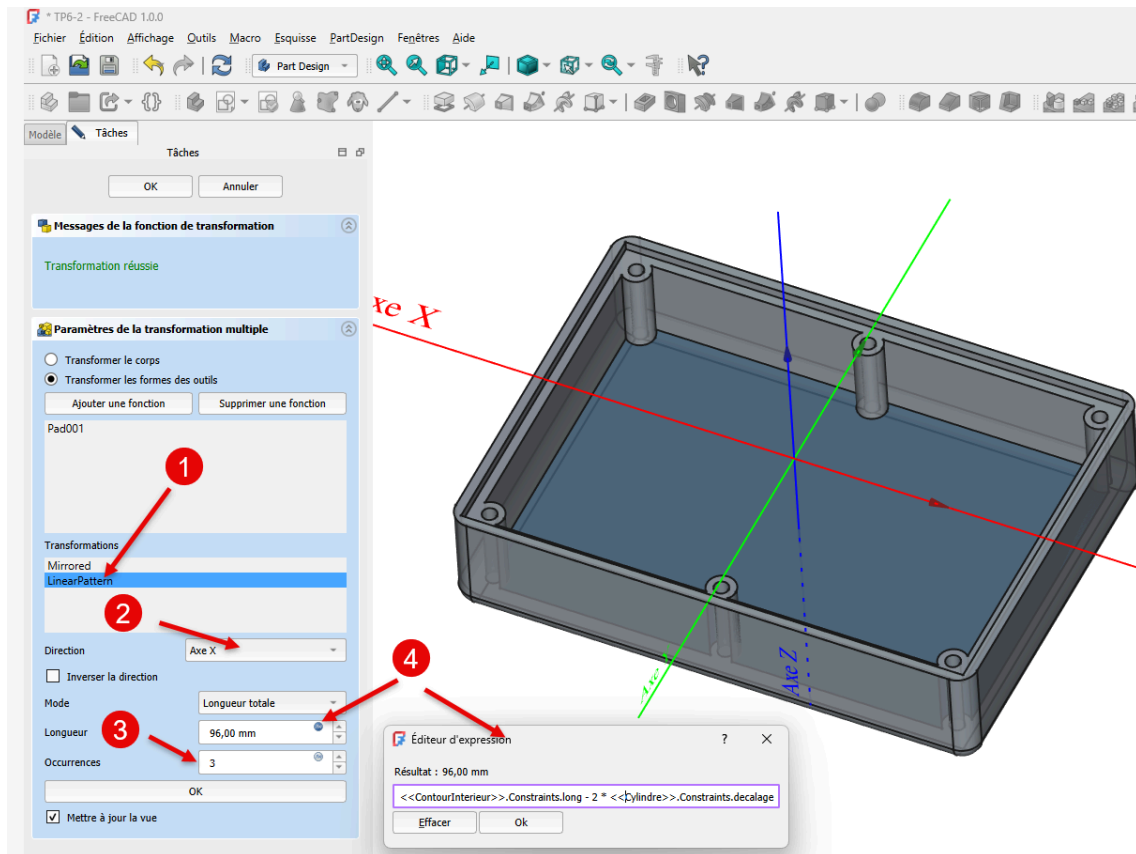 * TP6-2 - FreeCAD 1.0.0
Fichier Édition Affichage Outils Macro Esquisse PartDesign Fenêtres Aide
Part Design
Modèle Tâches
Tâches
OK Annuler
Messages de la fonction de transformation
Transformation réussie
Paramètres de la transformation multiple
Transformer le corps
Transformer les formes des outils
Ajouter une fonction Supprimer une fonction
Pad001
1
Transformations
Mirrored
LinearPattern
2
Direction Axe X
Inverser la direction
Mode Longueur totale
3
Longueur 96,00 mm
Occurrences 3
OK
Mettre à jour la vue
xe X
Axe Z
4
Éditeur d'expression ?
Résultat : 96,00 mm
<<ContourInterieur>>.Constraints.long - 2 * <<Cylindre>>.Constraints.decalage
Effacer Ok